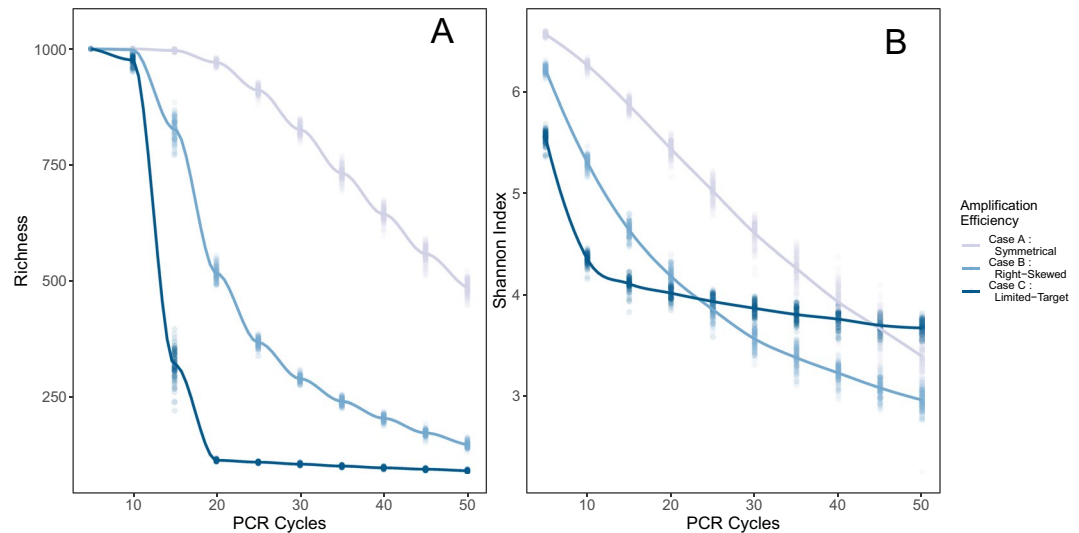 A
1000
750
500
250
Richness
10 20 30 40 50
PCR Cycles
B
6
5
4
3
Shannon Index
10 20 30 40 50
PCR Cycles
Amplification
Efficiency
Case A :
Symmetrical
Case B :
Right−Skewed
Case C :
Limited−Target